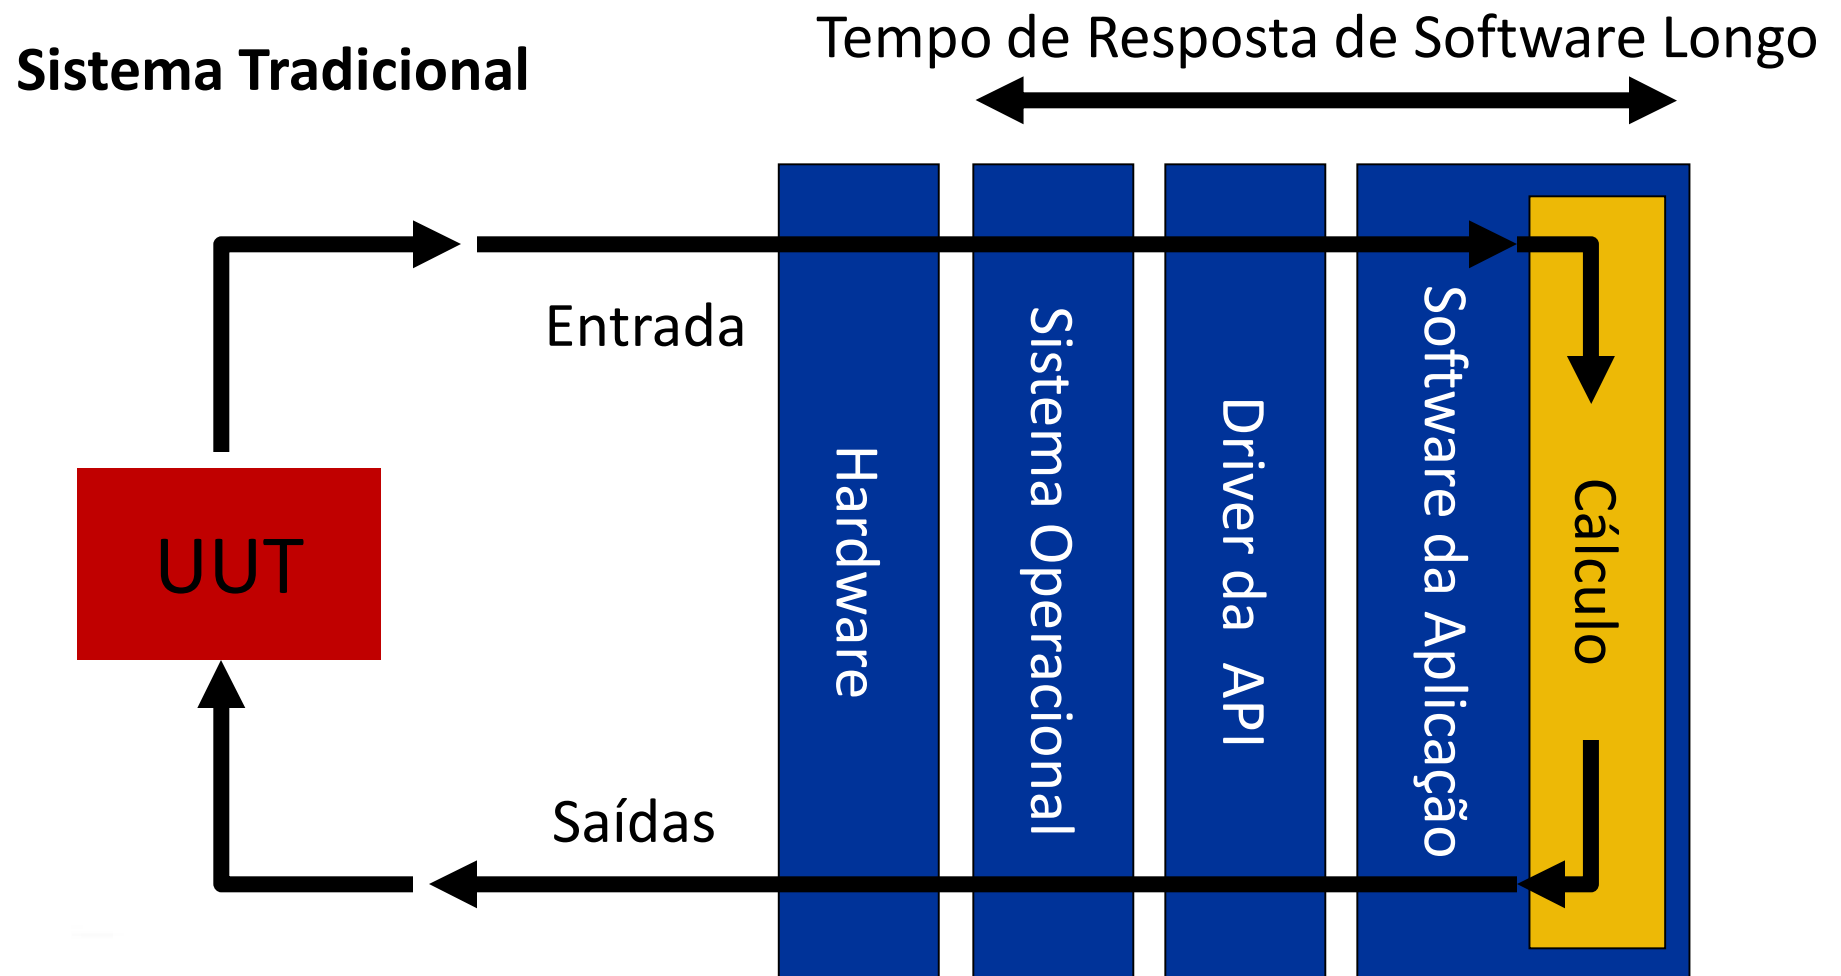 Tempo de Resposta de Software Longo
Sistema Tradicional
Entrada
UUT
Saídas
Hardware
Sistema Operacional
Driver da API
Software da Aplicação
Cálculo